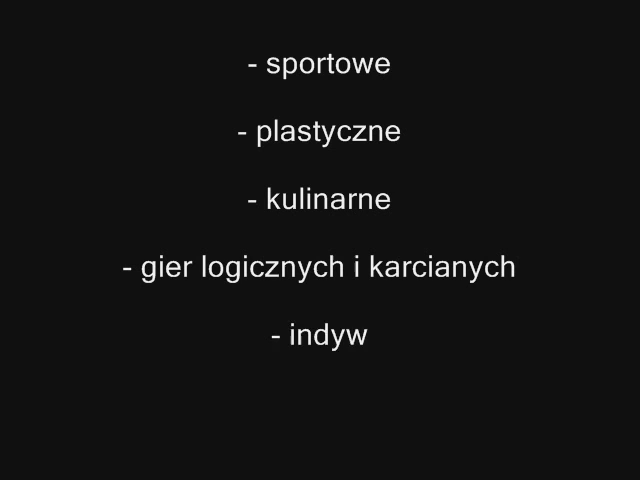 - sportowe
- plastyczne
- kulinarne
- gier logicznych i karcianych
- indyw